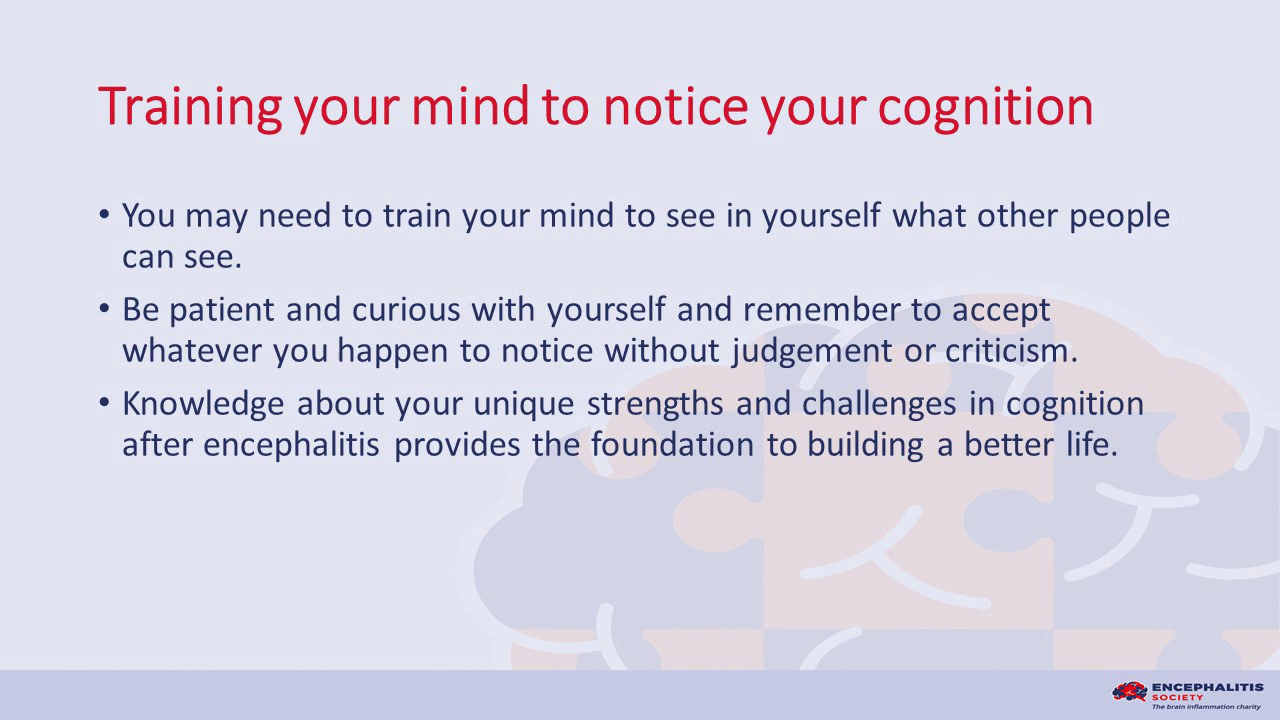 Training your mind to notice your cognition
• You may need to train your mind to see in yourself what other people
can see.
• Be patient and curious with yourself and remember to accept
whatever you happen to notice without judgement or criticism.
• Knowledge about your unique strengths and challenges in cognition
after encephalitis provides the foundation to building a better life.
ENCEPHALITIS
SOCIETY
The brain inflammation charity